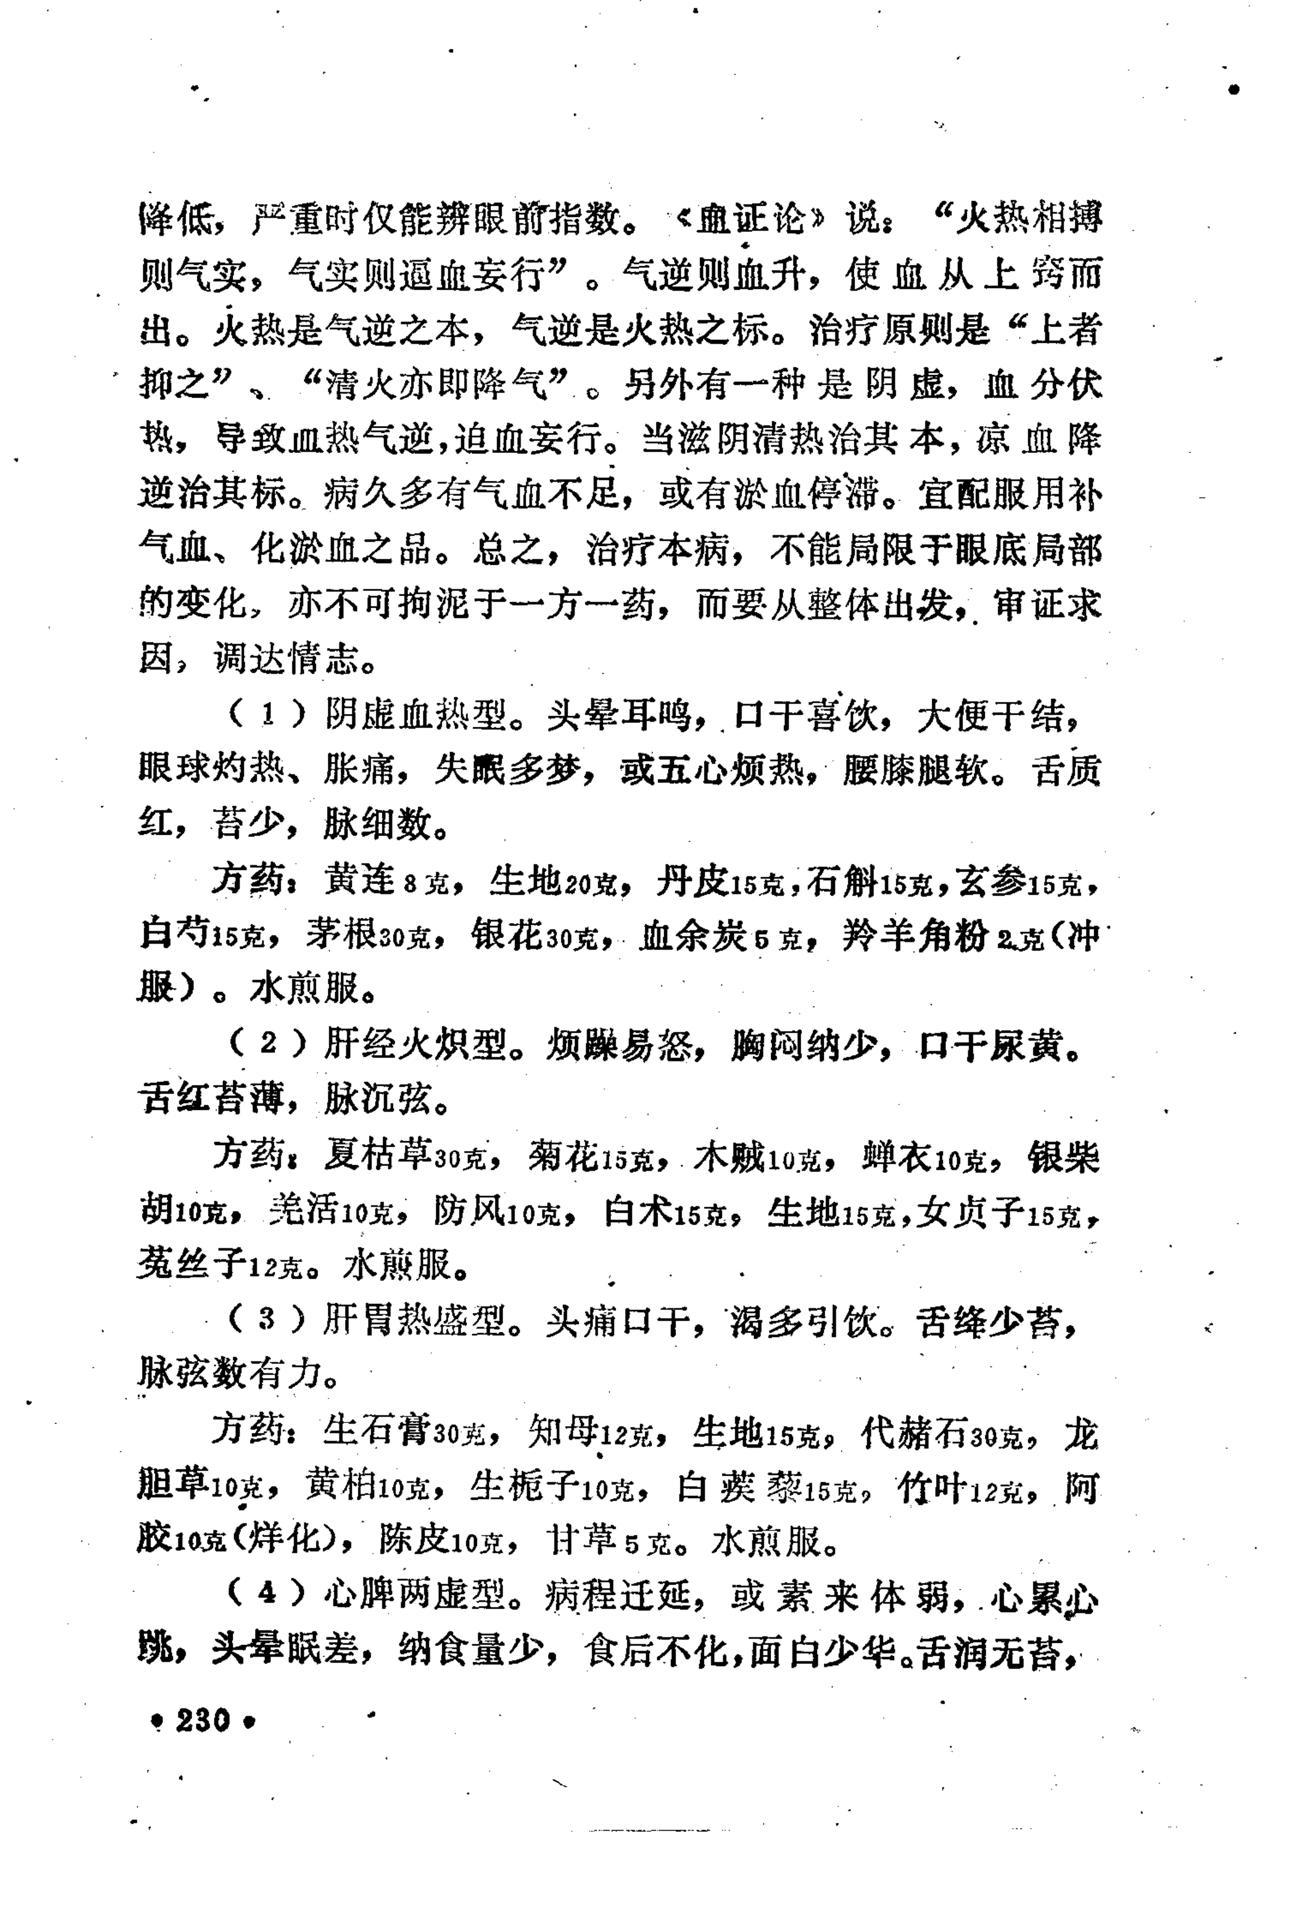 降低，严重时仅能辨眼前指数。《血证论》说：“火热相搏
则气实，气实则逼血妄行”。气逆则血升，使血从上窍而
出。火热是气逆之本，气逆是火热之标。治疗原则是“上者
抑之”、“清火亦即降气”。另外有一种是阴虚，血分伏
热，导致血热气逆，迫血妄行。当滋阴清热治其本，凉血降
逆治其标。病久多有气血不足，或有淤血停滞。宜配服用补
气血、化淤血之品。总之，治疗本病，不能局限于眼底局部
的变化，亦不可拘泥于一方一药，而要从整体出发，审证求
因，调达情志。
（1）阴虚血热型。头晕耳鸣，口干喜饮，大便干结，
眼球灼热、胀痛，失眠多梦，或五心烦热，腰膝腿软。舌质
红，苔少，脉细数。
方药：黄连8克，生地20克，丹皮15克，石斛15克，玄参15克，
白芍15克，茅根30克，银花30克，血余炭5克，羚羊角粉2克（冲
服）。水煎服。
（2）肝经火炽型。烦躁易怒，胸闷纳少，口干尿黄。
舌红苔薄，脉沉弦。
方药：夏枯草30克，菊花15克，木贼10克，蝉衣10克，银柴
胡10克，羌活10克，防风10克，白术15克，生地15克，女贞子15克，
菟丝子12克。水煎服。
（3）肝胃热盛型。头痛口干，渴多引饮。舌绛少苔，
脉弦数有力。
方药：生石膏30克，知母12克，生地15克，代赭石30克，龙
胆草10克，黄柏10克，生栀子10克，白蒺藜15克，竹叶12克，阿
胶10克（烊化），陈皮10克，甘草5克。水煎服。
（4）心脾两虚型。病程迁延，或素来体弱，心累心
跳，头晕眠差，纳食量少，食后不化，面白少华。舌润无苔，
•230•